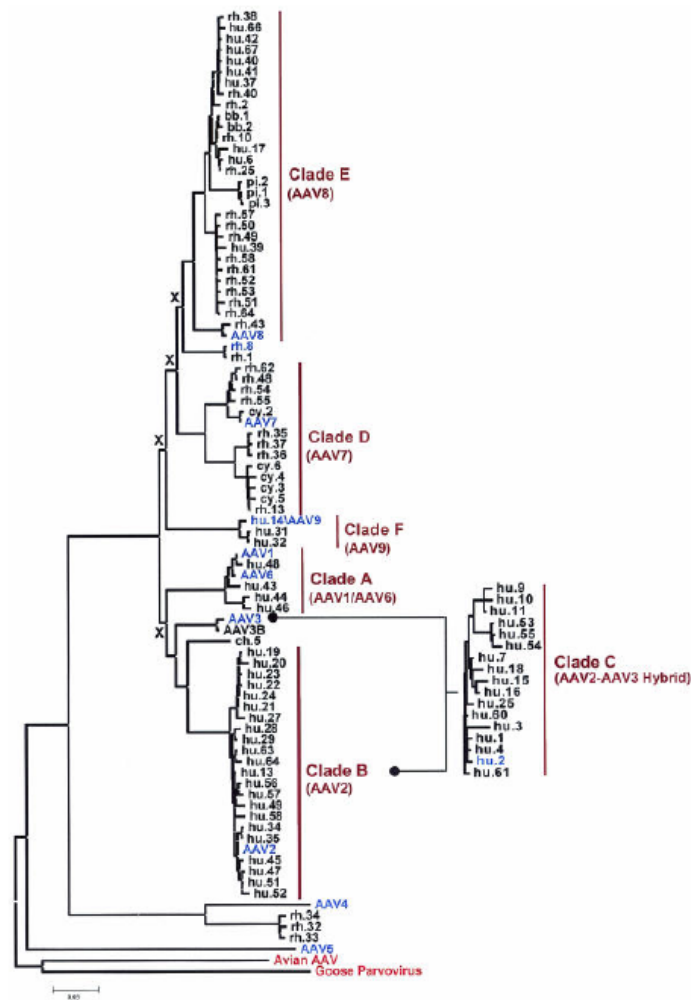 rh.38
hu.66
hu.42
hu.67
hu.40
hu.41
hu.37
rh.40
rh.2
bb.1
bb.2
rh.10
hu.17
hu.6
rh.25
pi.2
pi.1
pi.3
rh.57
rh.50
rh.49
hu.39
rh.58
rh.61
rh.52
rh.53
rh.51
rh.64
rh.43
AAV8
Clade E
(AAV8)
rh.8
rh.1
X
X
X
X
rh.62
rh.48
rh.54
rh.55
cy.2
AAV7
rh.35
rh.37
rh.36
cy.6
cy.4
cy.3
cy.5
rh.13
Clade D
(AAV7)
hu.14\AAV9
hu.31
hu.32
Clade F
(AAV9)
AAV1
hu.48
AAV6
hu.43
hu.44
hu.46
Clade A
(AAV1/AAV6)
AAV3
AAV3B
ch.5
hu.19
hu.20
hu.23
hu.22
hu.24
hu.21
hu.27
hu.28
hu.29
hu.63
hu.64
hu.13
hu.56
hu.57
hu.49
hu.58
hu.34
hu.35
AAV2
hu.45
hu.47
hu.51
hu.52
Clade B
(AAV2)
hu.9
hu.10
hu.11
hu.53
hu.55
hu.54
hu.7
hu.18
hu.15
hu.16
hu.25
hu.60
hu.3
hu.1
hu.4
hu.2
hu.61
Clade C
(AAV2-AAV3 Hybrid)
AAV4
rh.34
rh.32
rh.33
AAV5
Avian AAV
Goose Parvovirus